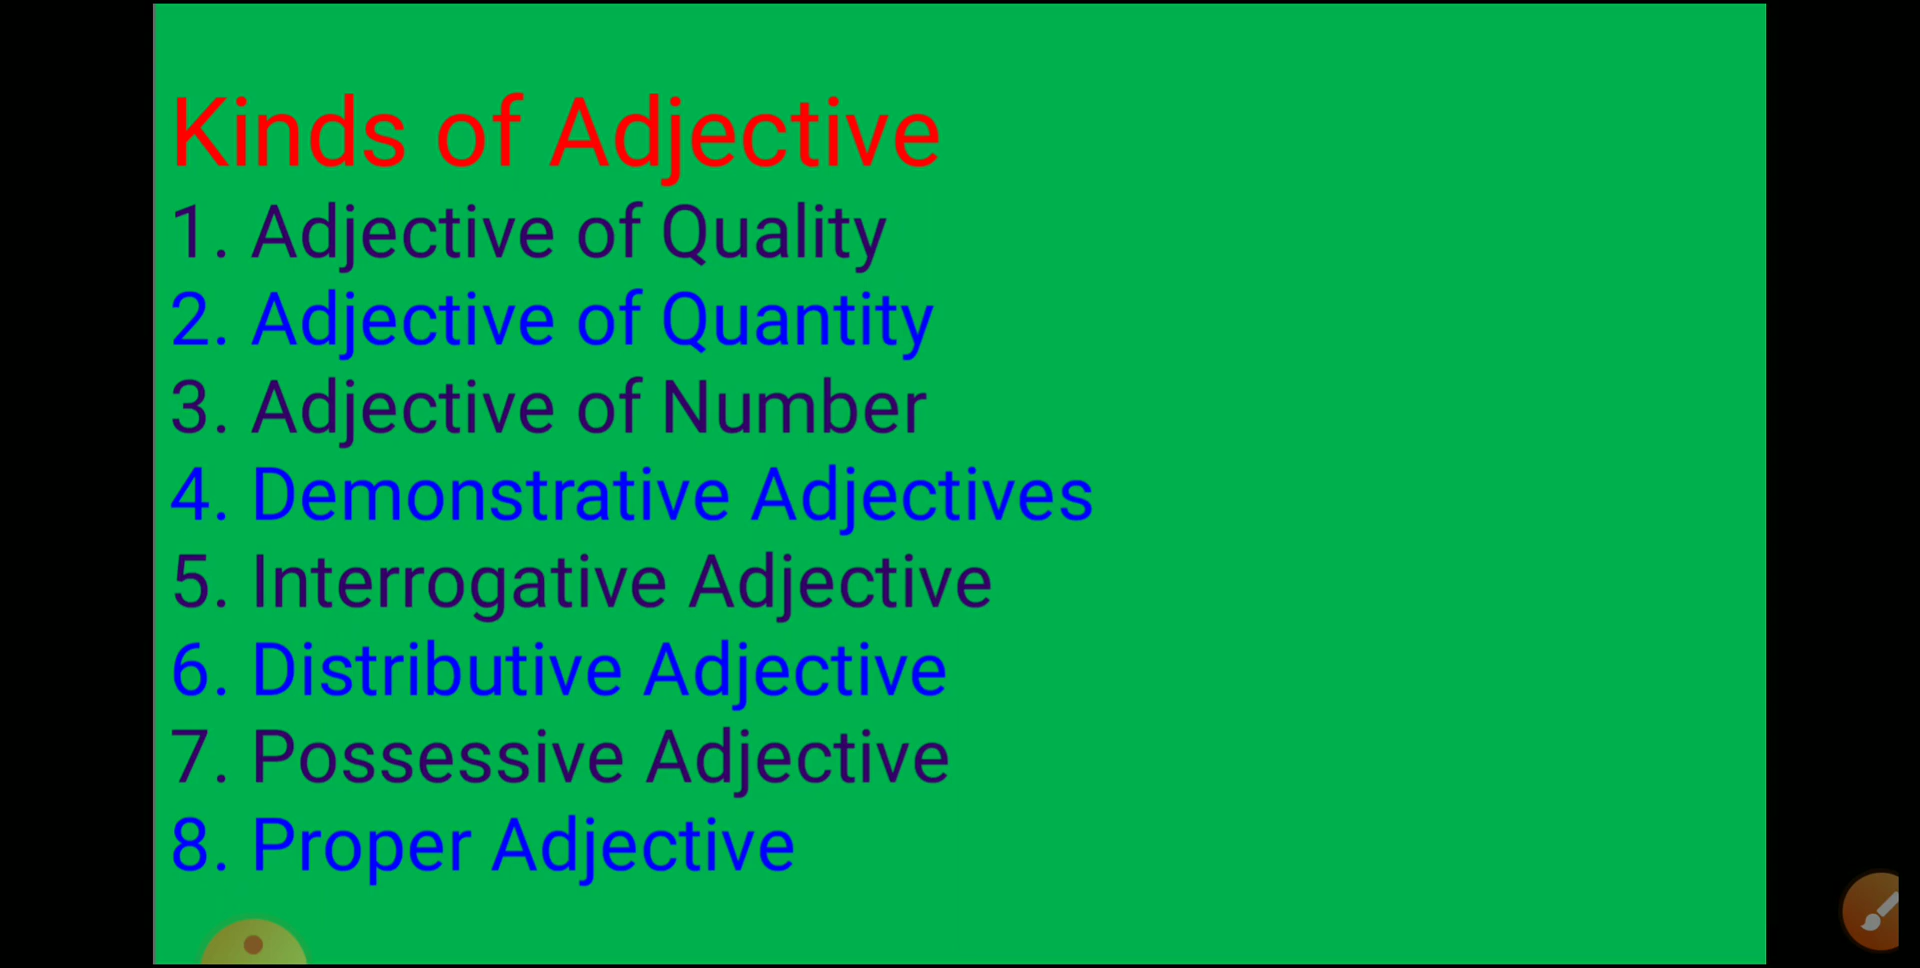 Kinds of Adjective
1. Adjective of Quality
2. Adjective of Quantity
3. Adjective of Number
4. Demonstrative Adjectives
5. Interrogative Adjective
6. Distributive Adjective
7. Possessive Adjective
8. Proper Adjective